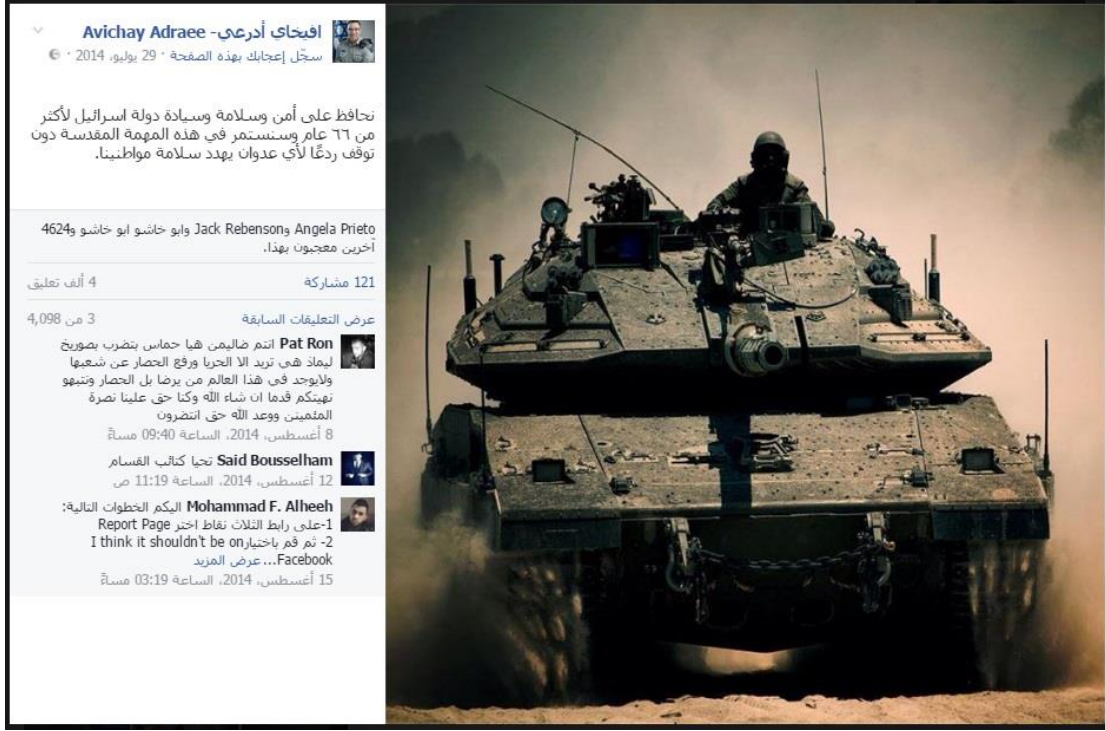 افيخاي أدرعي- Avichay Adraee
سجّل إعجابك بهذه الصفحة · 29 يوليو، 2014 ·
نحافظ على أمن وسلامة وسيادة دولة اسرائيل لأكثر
من ٦٦ عام وسنستمر في هذه المهمة المقدسة دون
توقف ردعًا لأي عدوان يهدد سلامة مواطنينا.
Angela Prieto وJack Rebenson وابو خاشو ابو خاشو و4624
آخرين معجبون بهذا.
121 مشاركة
4 ألف تعليق
عرض التعليقات السابقة
3 من 4,098
Pat Ron انتم ضاليمن هيا حماس بتضرب بصوريخ
ليماذ هي تريد الا الحريا ورفع الحصار عن شعبها
ولايوجد في هذا العالم من يرضا بل الحصار ونتبهو
نهيتكم قدما ان شاء الله وكنا حق علينا نصرة
المئمينن ووعد الله حق انتضرون
8 أغسطس، 2014، الساعة 09:40 مساءً
Said Bousselham تحيا كتائب القسام
12 أغسطس، 2014، الساعة 11:19 ص
Mohammad F. Alheeh اليكم الخطوات التالية:
1-على رابط الثلاث نقاط اختر Report Page
2- ثم قم باختيارI think it shouldn't be on
Facebook... عرض المزيد
15 أغسطس، 2014، الساعة 03:19 مساءً